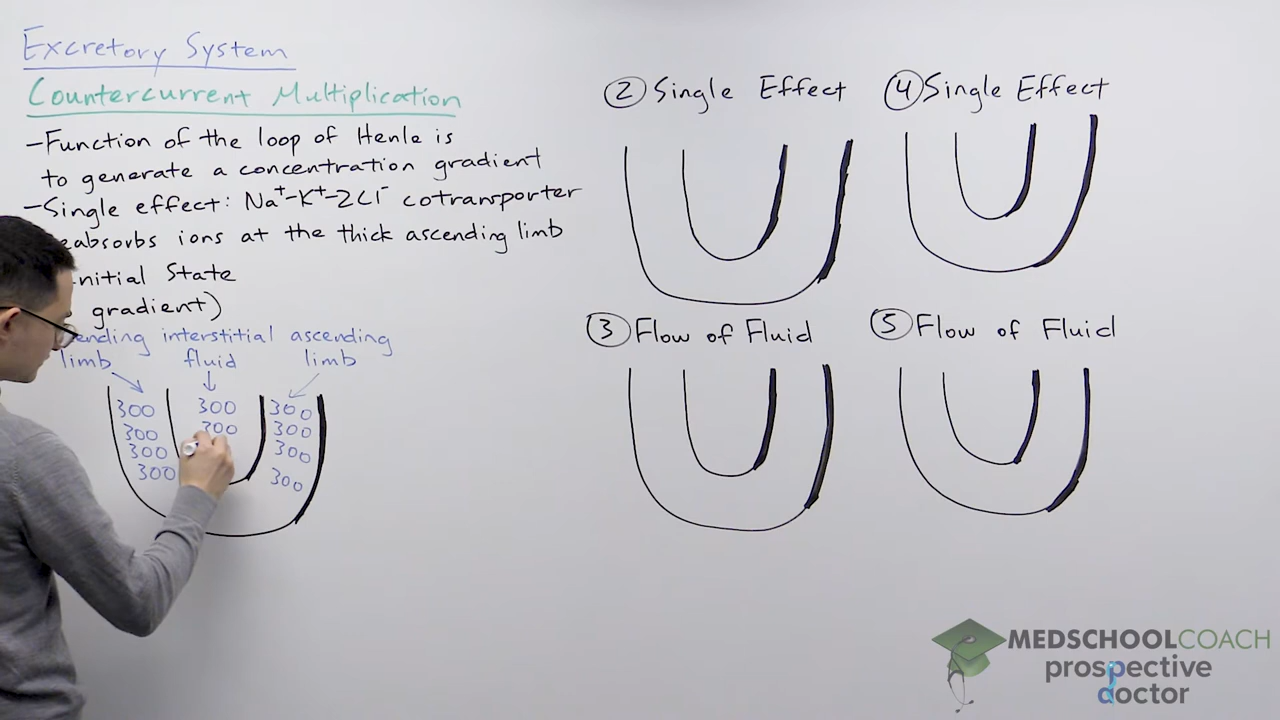 Excretory System
Countercurrent Multiplication
-Function of the loop of Henle is
to generate a concentration gradient
-Single effect: Na⁺-K⁺-2Cl⁻ cotransporter
eabsorbs ions at the thick ascending limb
nitial State
gradient)
ending interstitial ascending
limb fluid limb
300 300 300
300 300 300
300 300
300 300
② Single Effect
③ Flow of Fluid
④ Single Effect
⑤ Flow of Fluid
MEDSCHOOLCOACH
prospective
doctor